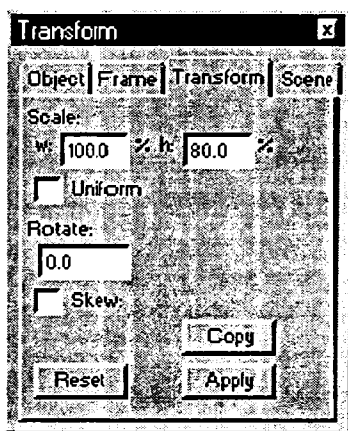 Transform x
Object Frame Transform Scene
Scale:
w: 100.0 % h: 80.0 %
Uniform
Rotate:
0.0
Skew:
Copy
Reset Apply